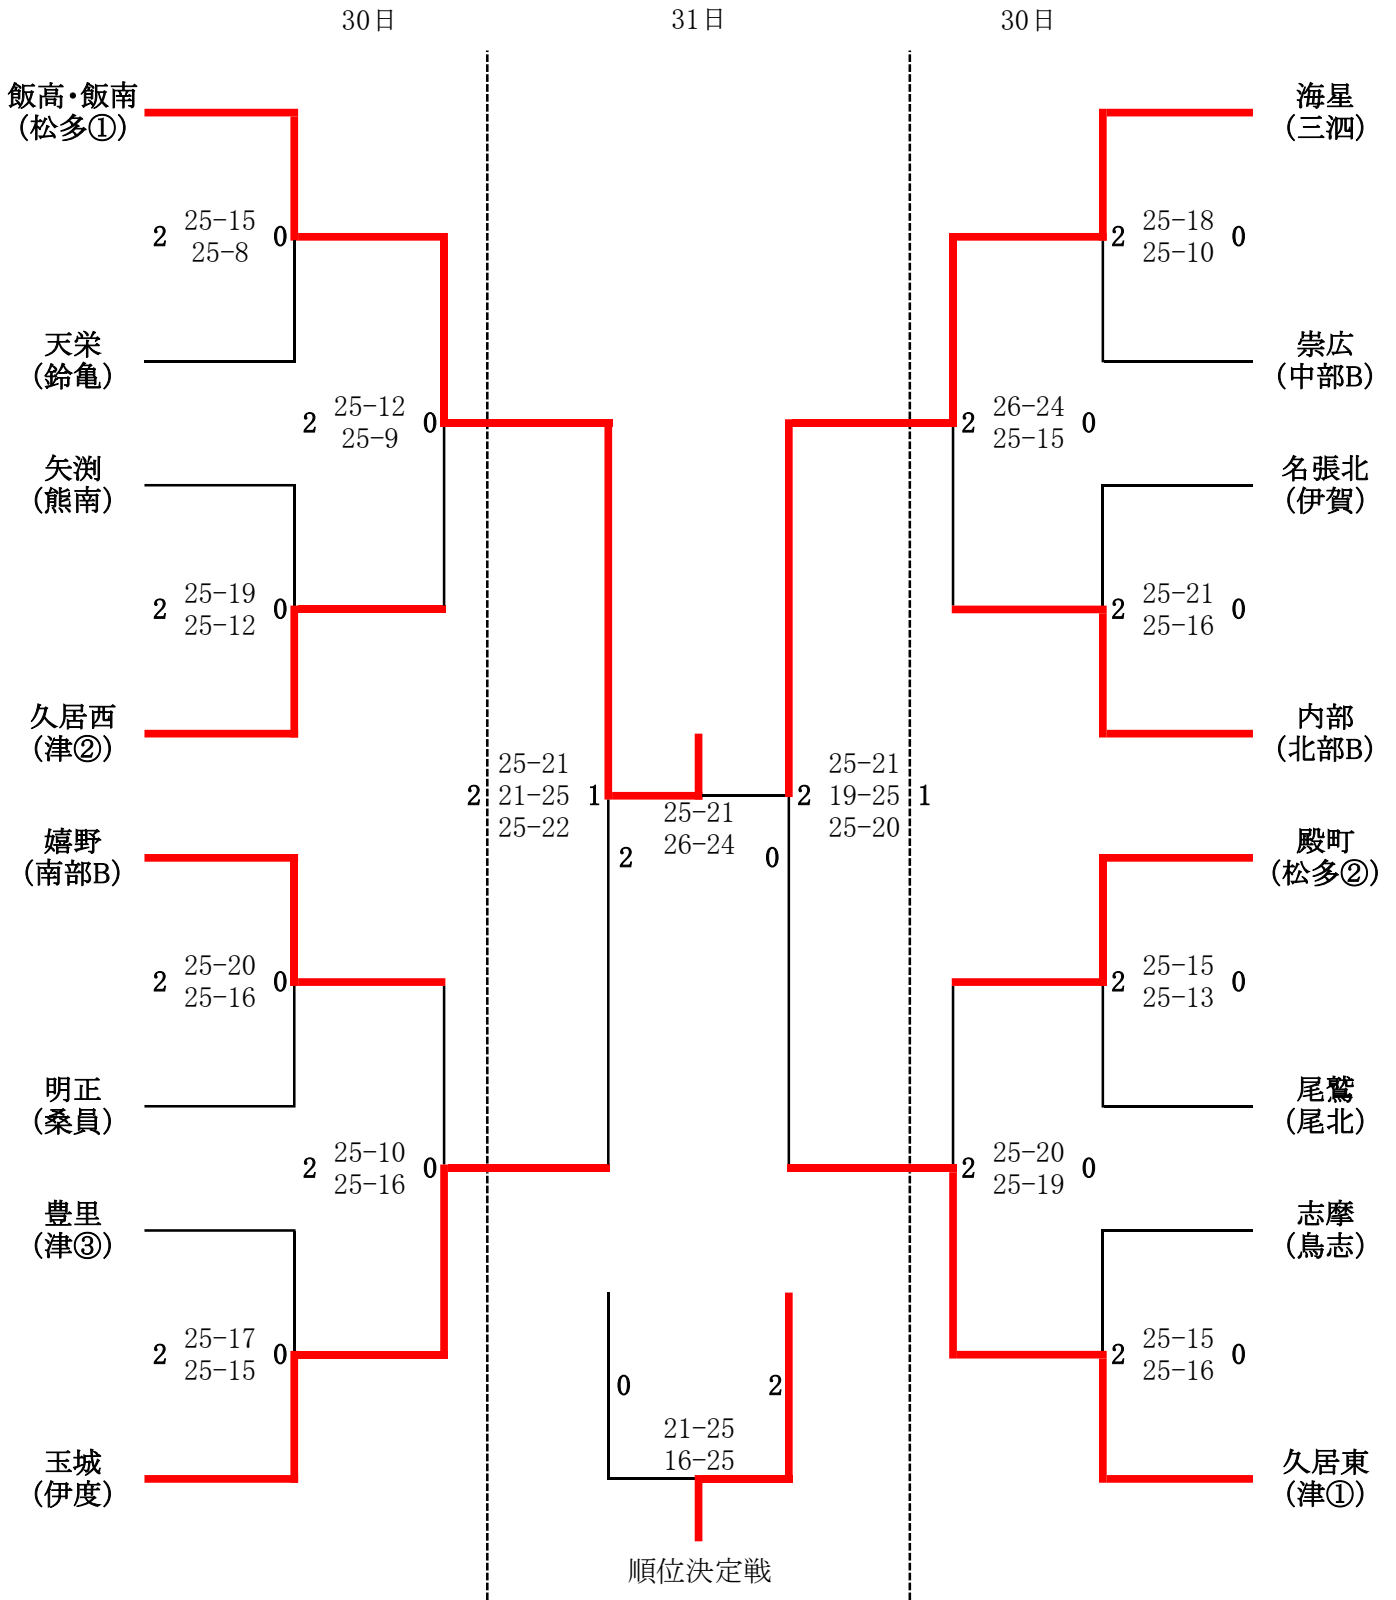 30日
31日
30日
飯高・飯南
(松多①)
2
25-15
25-8
0
天栄
(鈴亀)
2
25-12
25-9
0
矢渕
(熊南)
2
25-19
25-12
0
久居西
(津②)
嬉野
(南部B)
2
25-20
25-16
0
明正
(桑員)
2
25-10
25-16
0
豊里
(津③)
2
25-17
25-15
0
玉城
(伊度)
2
25-21
21-25
25-22
1
25-21
26-24
2
0
2
25-21
19-25
25-20
1
0
2
21-25
16-25
順位決定戦
海星
(三泗)
2
25-18
25-10
0
崇広
(中部B)
2
26-24
25-15
0
名張北
(伊賀)
2
25-21
25-16
0
内部
(北部B)
殿町
(松多②)
2
25-15
25-13
0
尾鷲
(尾北)
2
25-20
25-19
0
志摩
(鳥志)
2
25-15
25-16
0
久居東
(津①)